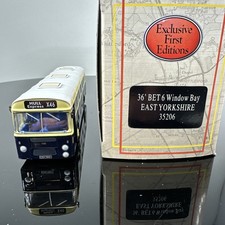 HULL
Express X46
Exclusive
First
Editions
36' BET 6 Window Bay
EAST YORKSHIRE
35206